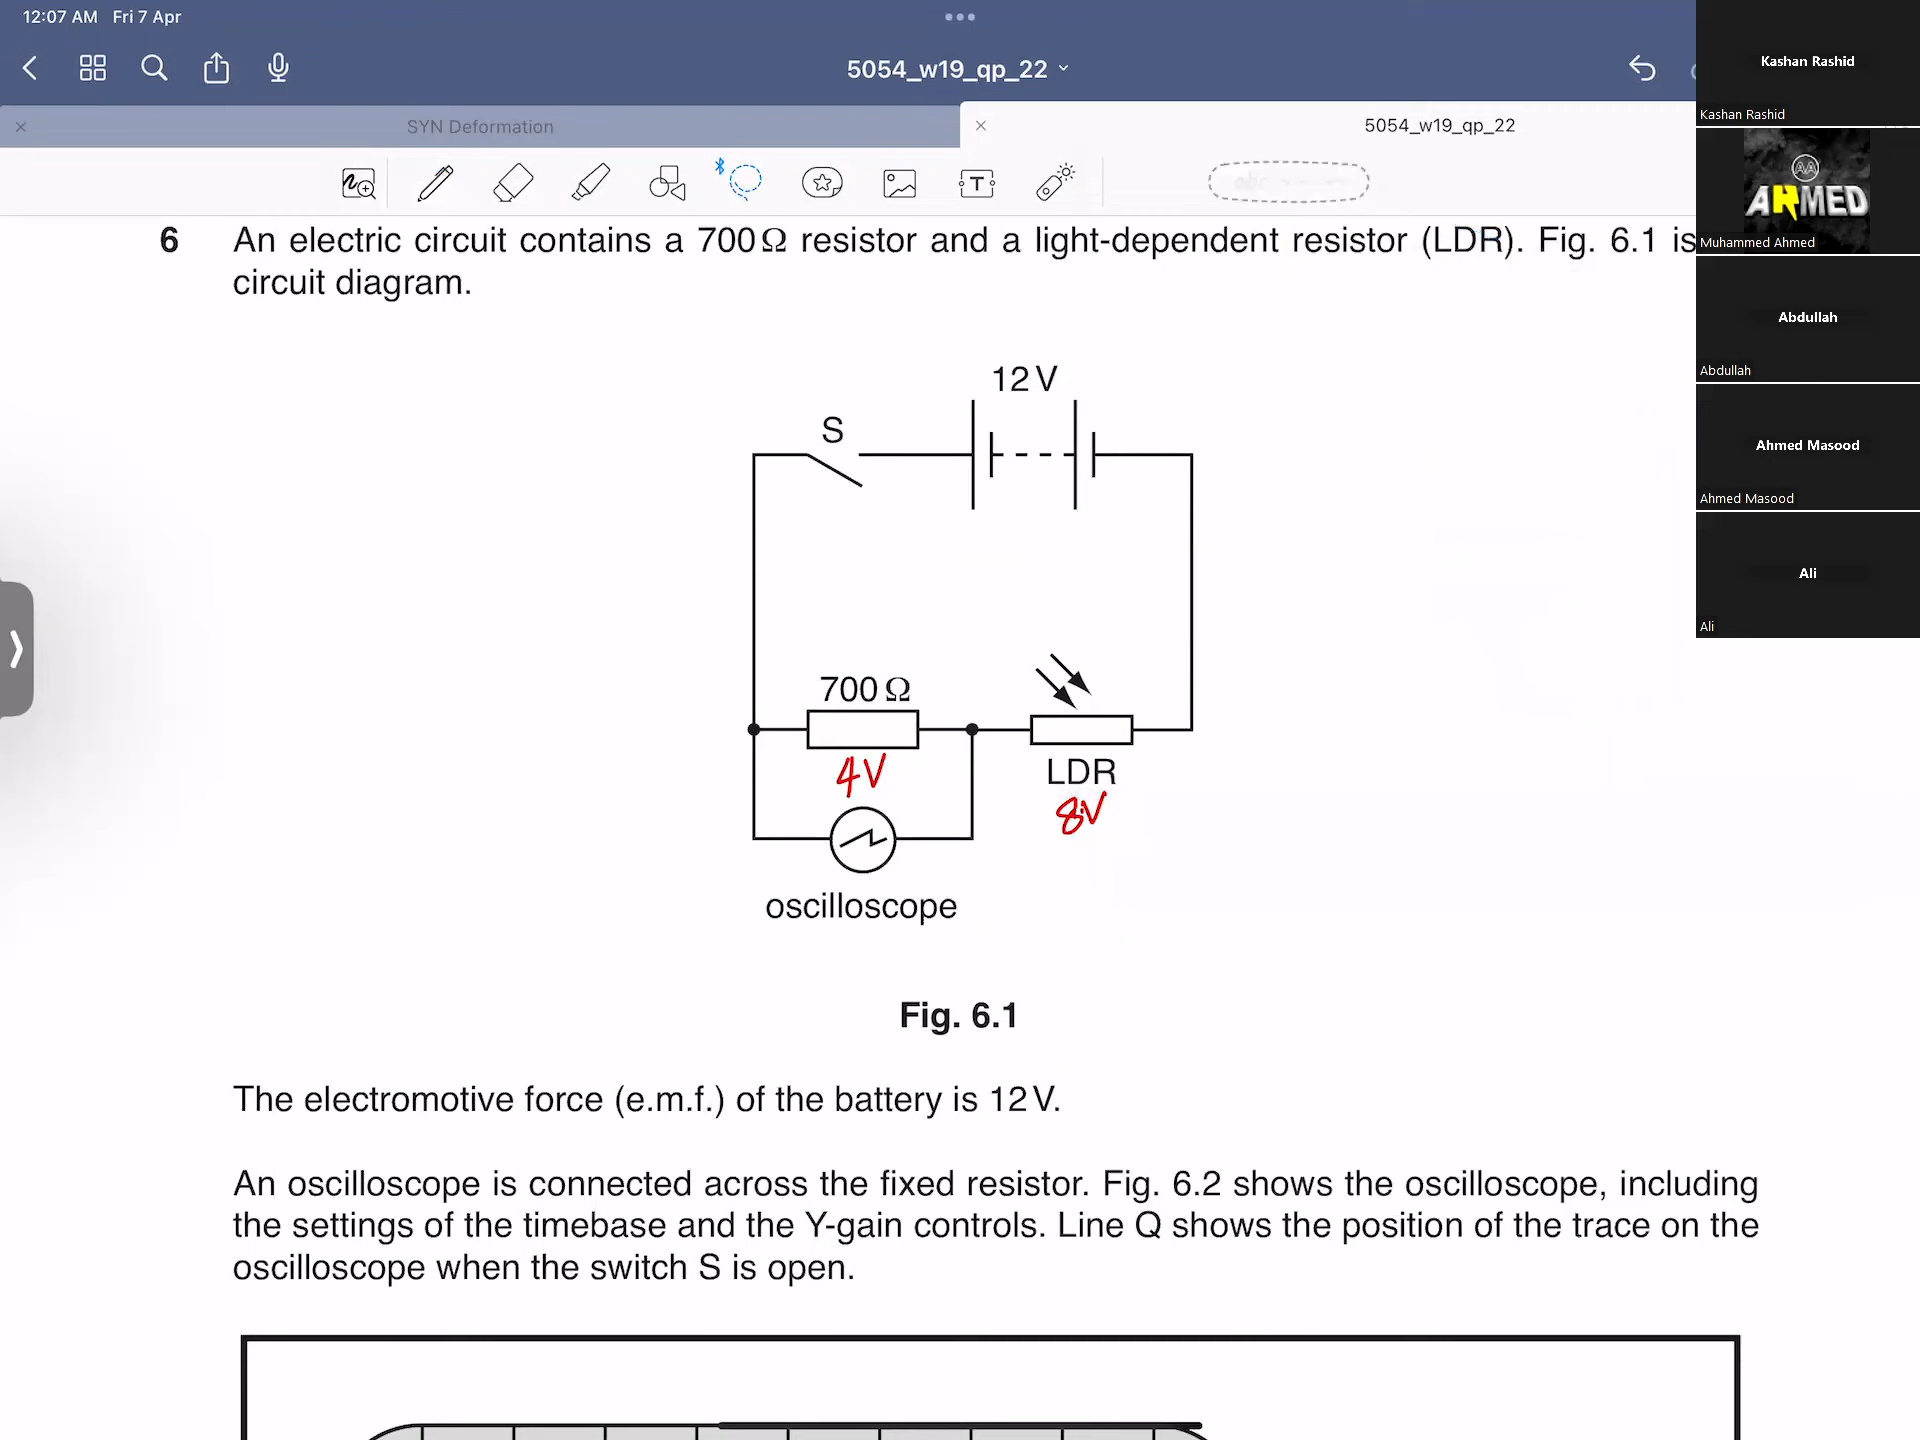 12:07 AM Fri 7 Apr
5054_w19_qp_22
SYN Deformation
5054_w19_qp_22
T
6 An electric circuit contains a 700 Ω resistor and a light-dependent resistor (LDR). Fig. 6.1 is
circuit diagram.
12 V
S
700 Ω
4V
LDR
8V
oscilloscope
Fig. 6.1
The electromotive force (e.m.f.) of the battery is 12 V.
An oscilloscope is connected across the fixed resistor. Fig. 6.2 shows the oscilloscope, including
the settings of the timebase and the Y-gain controls. Line Q shows the position of the trace on the
oscilloscope when the switch S is open.
Kashan Rashid
Kashan Rashid
AA
AHMED
Muhammed Ahmed
Abdullah
Abdullah
Ahmed Masood
Ahmed Masood
Ali
Ali